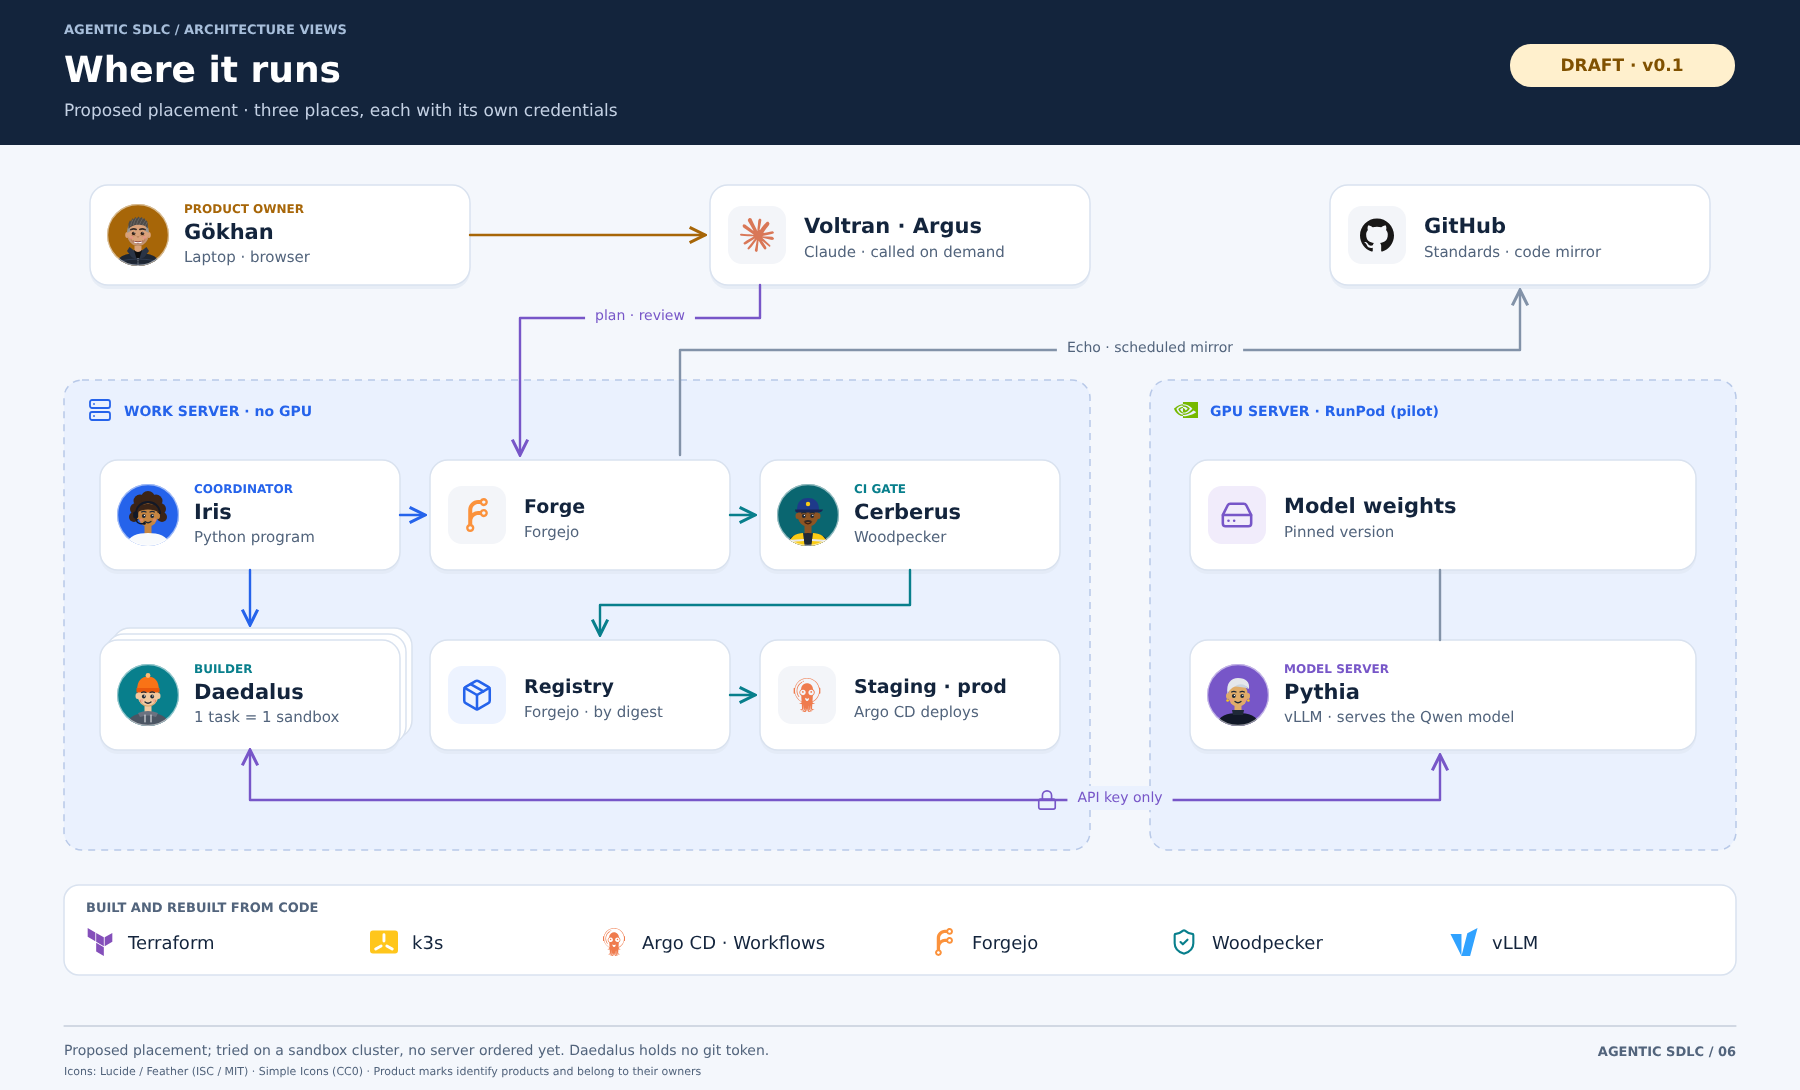 AGENTIC SDLC / ARCHITECTURE VIEWS
Where it runs
Proposed placement · three places, each with its own credentials
DRAFT · v0.1
PRODUCT OWNER
Gökhan
Laptop · browser
Voltran · Argus
Claude · called on demand
GitHub
Standards · code mirror
plan · review
Echo · scheduled mirror
WORK SERVER · no GPU
GPU SERVER · RunPod (pilot)
COORDINATOR
Iris
Python program
Forge
Forgejo
CI GATE
Cerberus
Woodpecker
Model weights
Pinned version
BUILDER
Daedalus
1 task = 1 sandbox
Registry
Forgejo · by digest
Staging · prod
Argo CD deploys
MODEL SERVER
Pythia
vLLM · serves the Qwen model
API key only
BUILT AND REBUILT FROM CODE
Terraform
k3s
Argo CD · Workflows
Forgejo
Woodpecker
vLLM
Proposed placement; tried on a sandbox cluster, no server ordered yet. Daedalus holds no git token.
AGENTIC SDLC / 06
Icons: Lucide / Feather (ISC / MIT) · Simple Icons (CC0) · Product marks identify products and belong to their owners